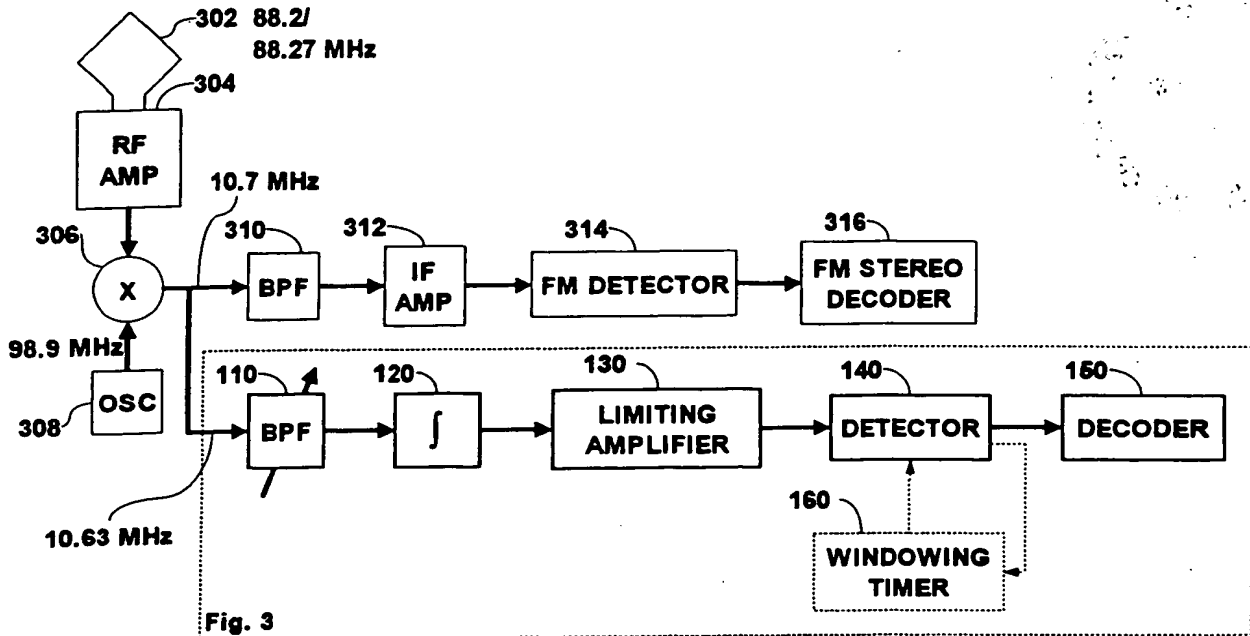 302 88.2/
88.27 MHz
304
RF
AMP
10.7 MHz
306
310
312
314
316
X
BPF
IF
AMP
FM DETECTOR
FM STEREO
DECODER
98.9 MHz
308
OSC
110
120
130
140
150
BPF
∫
LIMITING
AMPLIFIER
DETECTOR
DECODER
10.63 MHz
160
WINDOWING
TIMER
Fig. 3